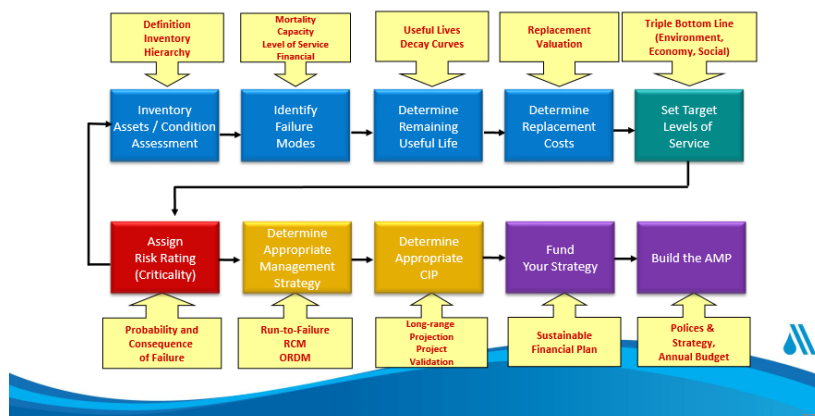 Definition
Inventory
Hierarchy
Mortality
Capacity
Level of Service
Financial
Useful Lives
Decay Curves
Replacement
Valuation
Triple Bottom Line
(Environment,
Economy, Social)
Inventory
Assets / Condition
Assessment
Identify
Failure
Modes
Determine
Remaining
Useful Life
Determine
Replacement
Costs
Set Target
Levels of
Service
Assign
Risk Rating
(Criticality)
Determine
Appropriate
Management
Strategy
Determine
Appropriate
CIP
Fund
Your Strategy
Build the AMP
Probability and
Consequence
of Failure
Run-to-Failure
RCM
ORDM
Long-range
Projection
Project
Validation
Sustainable
Financial Plan
Polices &
Strategy,
Annual Budget